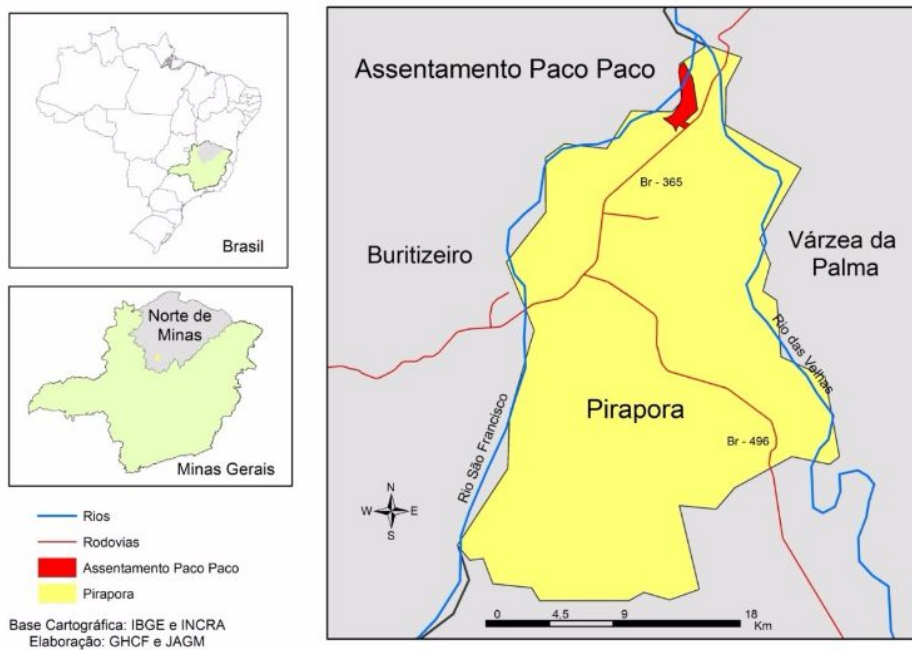 Brasil
Norte de
Minas
Minas Gerais
Rios
Rodovias
Assentamento Paco Paco
Pirapora
Base Cartográfica: IBGE e INCRA
Elaboração: GHCF e JAGM
Assentamento Paco Paco
Br - 365
Buritizeiro
Várzea da
Palma
Rio das Velhas
Pirapora
Rio São Francisco
Br - 496
N
W E
S
0 4,5 9 18
Km